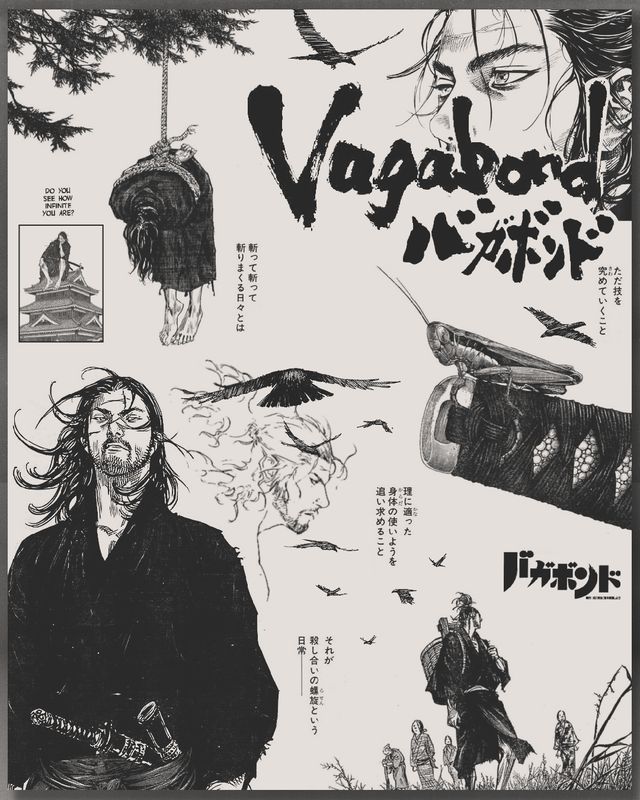 Vagabond
バガボンド
DO YOU
SEE HOW
INFINITE
YOU ARE?
ただ技を
究めていくこと
斬って斬って
斬りまくる日々とは
理に適った
身体の使いようを
追い求めること
バガボンド
それが
殺し合いの螺旋という
日常――